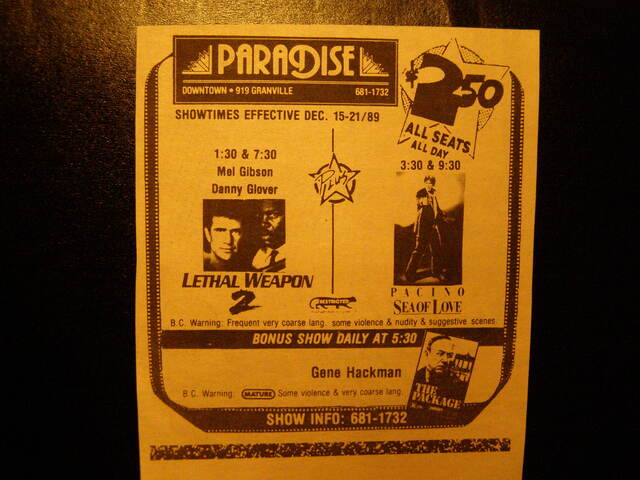 PARADISE
DOWNTOWN • 919 GRANVILLE 681-1732
$2.50
ALL SEATS
ALL DAY
SHOWTIMES EFFECTIVE DEC. 15-21/89
1:30 & 7:30
Mel Gibson
Danny Glover
LETHAL WEAPON
2
PLUS
3:30 & 9:30
PACINO
SEA OF LOVE
RESTRICTED
B.C. Warning: Frequent very coarse lang. some violence & nudity & suggestive scenes.
BONUS SHOW DAILY AT 5:30
Gene Hackman
THE
PACKAGE
B.C. Warning: MATURE Some violence & very coarse lang.
SHOW INFO: 681-1732